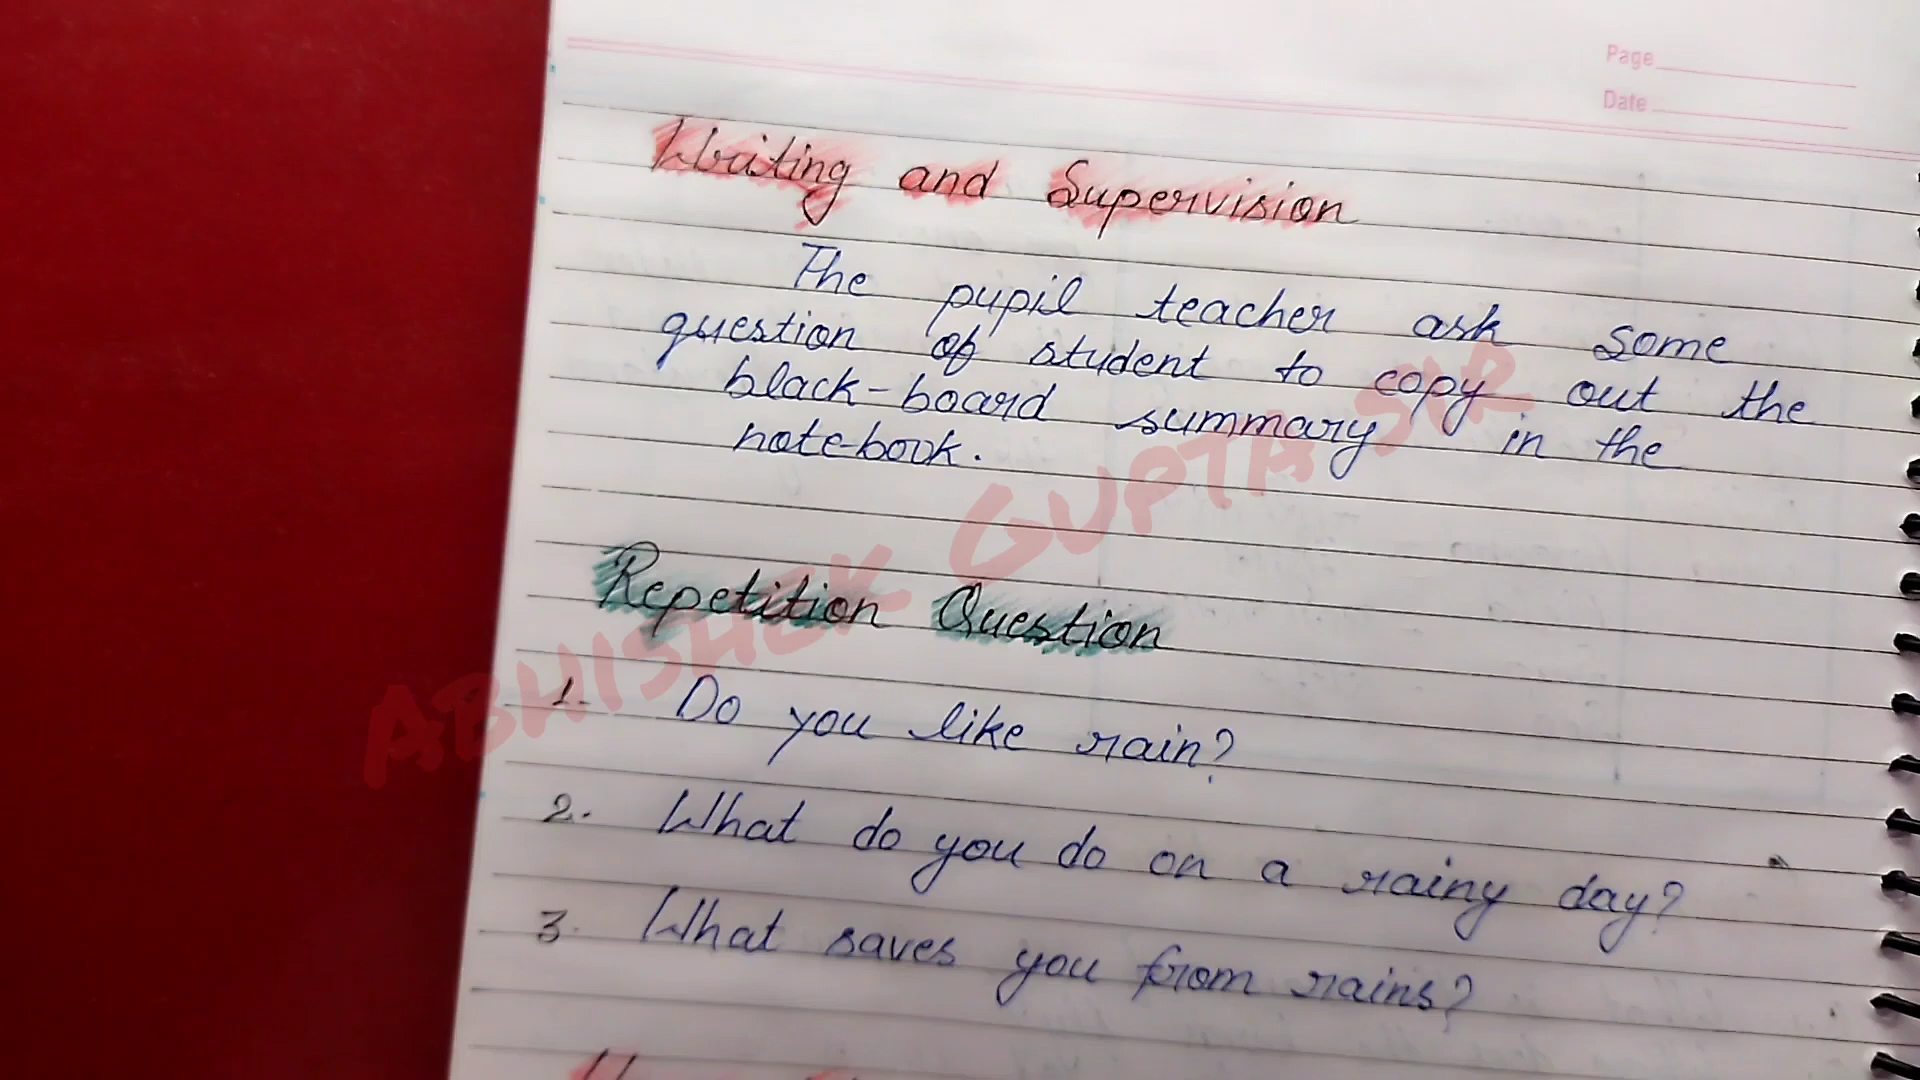 Page
Date
Writing and Supervision
The pupil teacher ask some
question of student to copy out the
black-board summary in the
note-book.
Repetition Question
1. Do you like rain?
2. What do you do on a rainy day?
3. What saves you from rains?
ABHISHEK GUPTA SIR